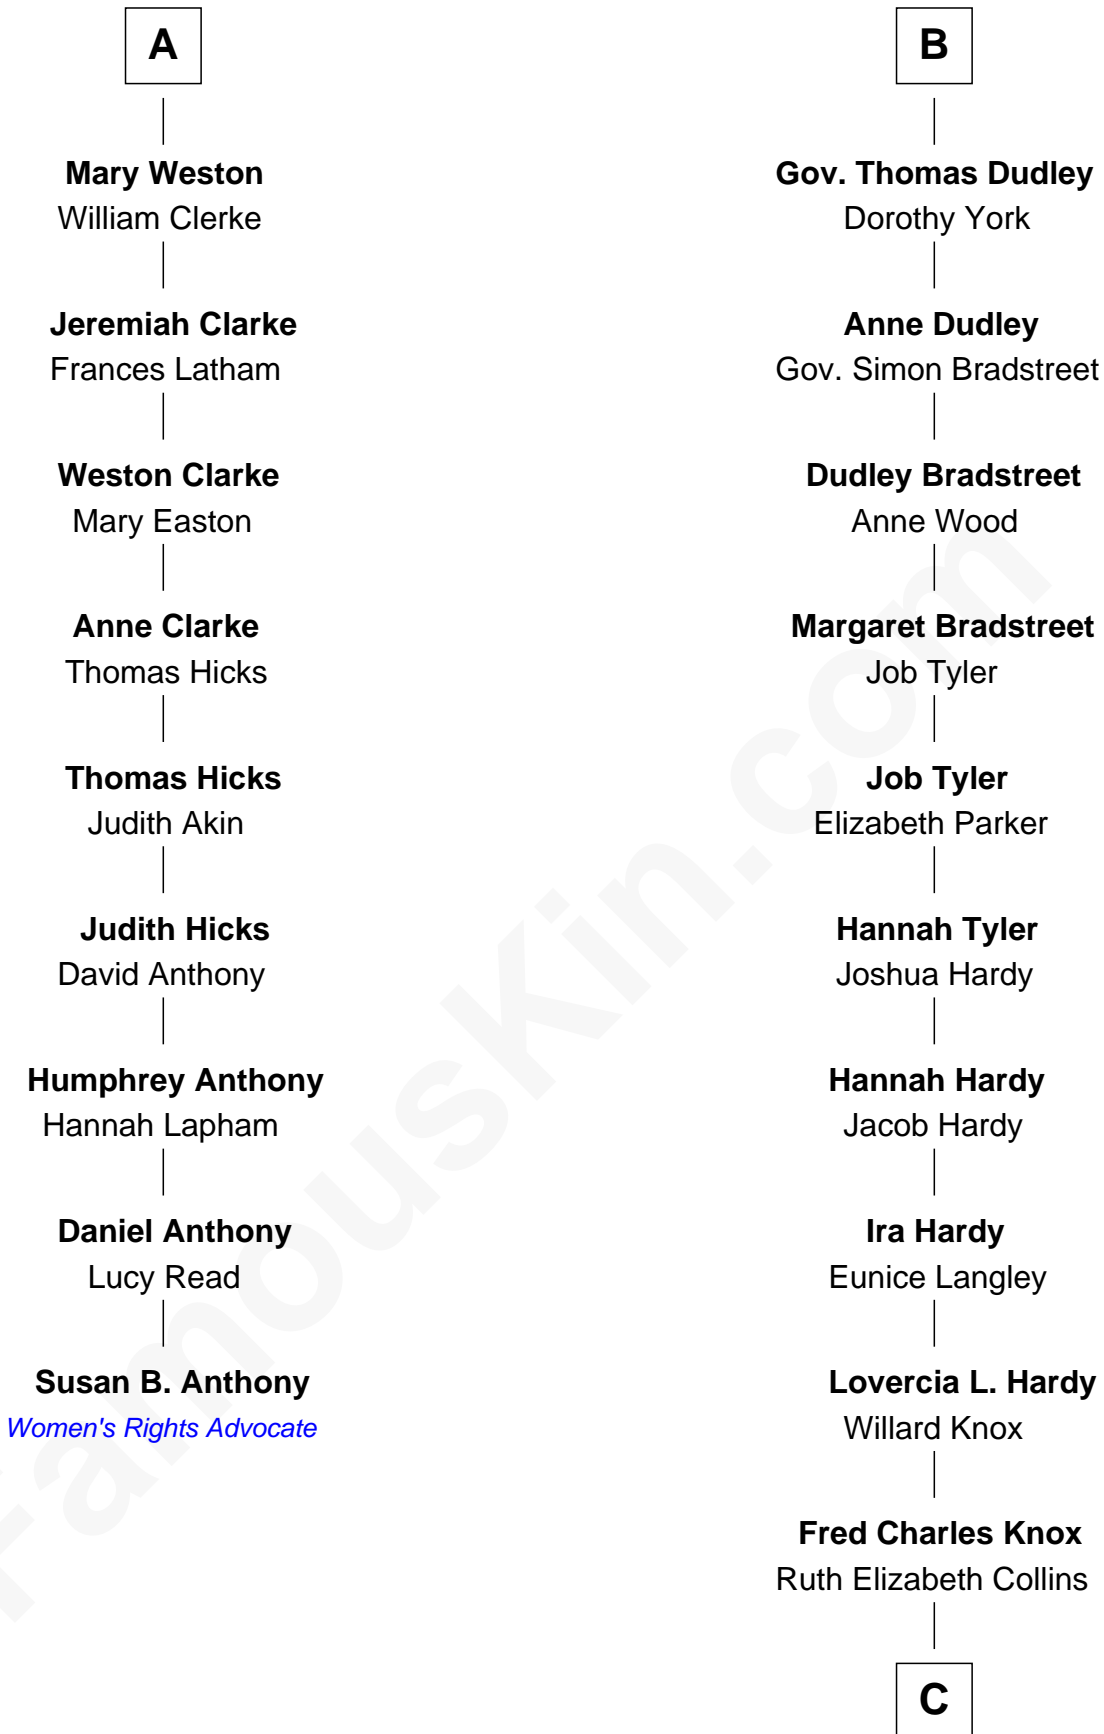 A
Mary Weston
William Clerke
Jeremiah Clarke
Frances Latham
Weston Clarke
Mary Easton
Anne Clarke
Thomas Hicks
Thomas Hicks
Judith Akin
Judith Hicks
David Anthony
Humphrey Anthony
Hannah Lapham
Daniel Anthony
Lucy Read
Susan B. Anthony
Women's Rights Advocate
B
Gov. Thomas Dudley
Dorothy York
Anne Dudley
Gov. Simon Bradstreet
Dudley Bradstreet
Anne Wood
Margaret Bradstreet
Job Tyler
Job Tyler
Elizabeth Parker
Hannah Tyler
Joshua Hardy
Hannah Hardy
Jacob Hardy
Ira Hardy
Eunice Langley
Lovercia L. Hardy
Willard Knox
Fred Charles Knox
Ruth Elizabeth Collins
C
FamousKin.com